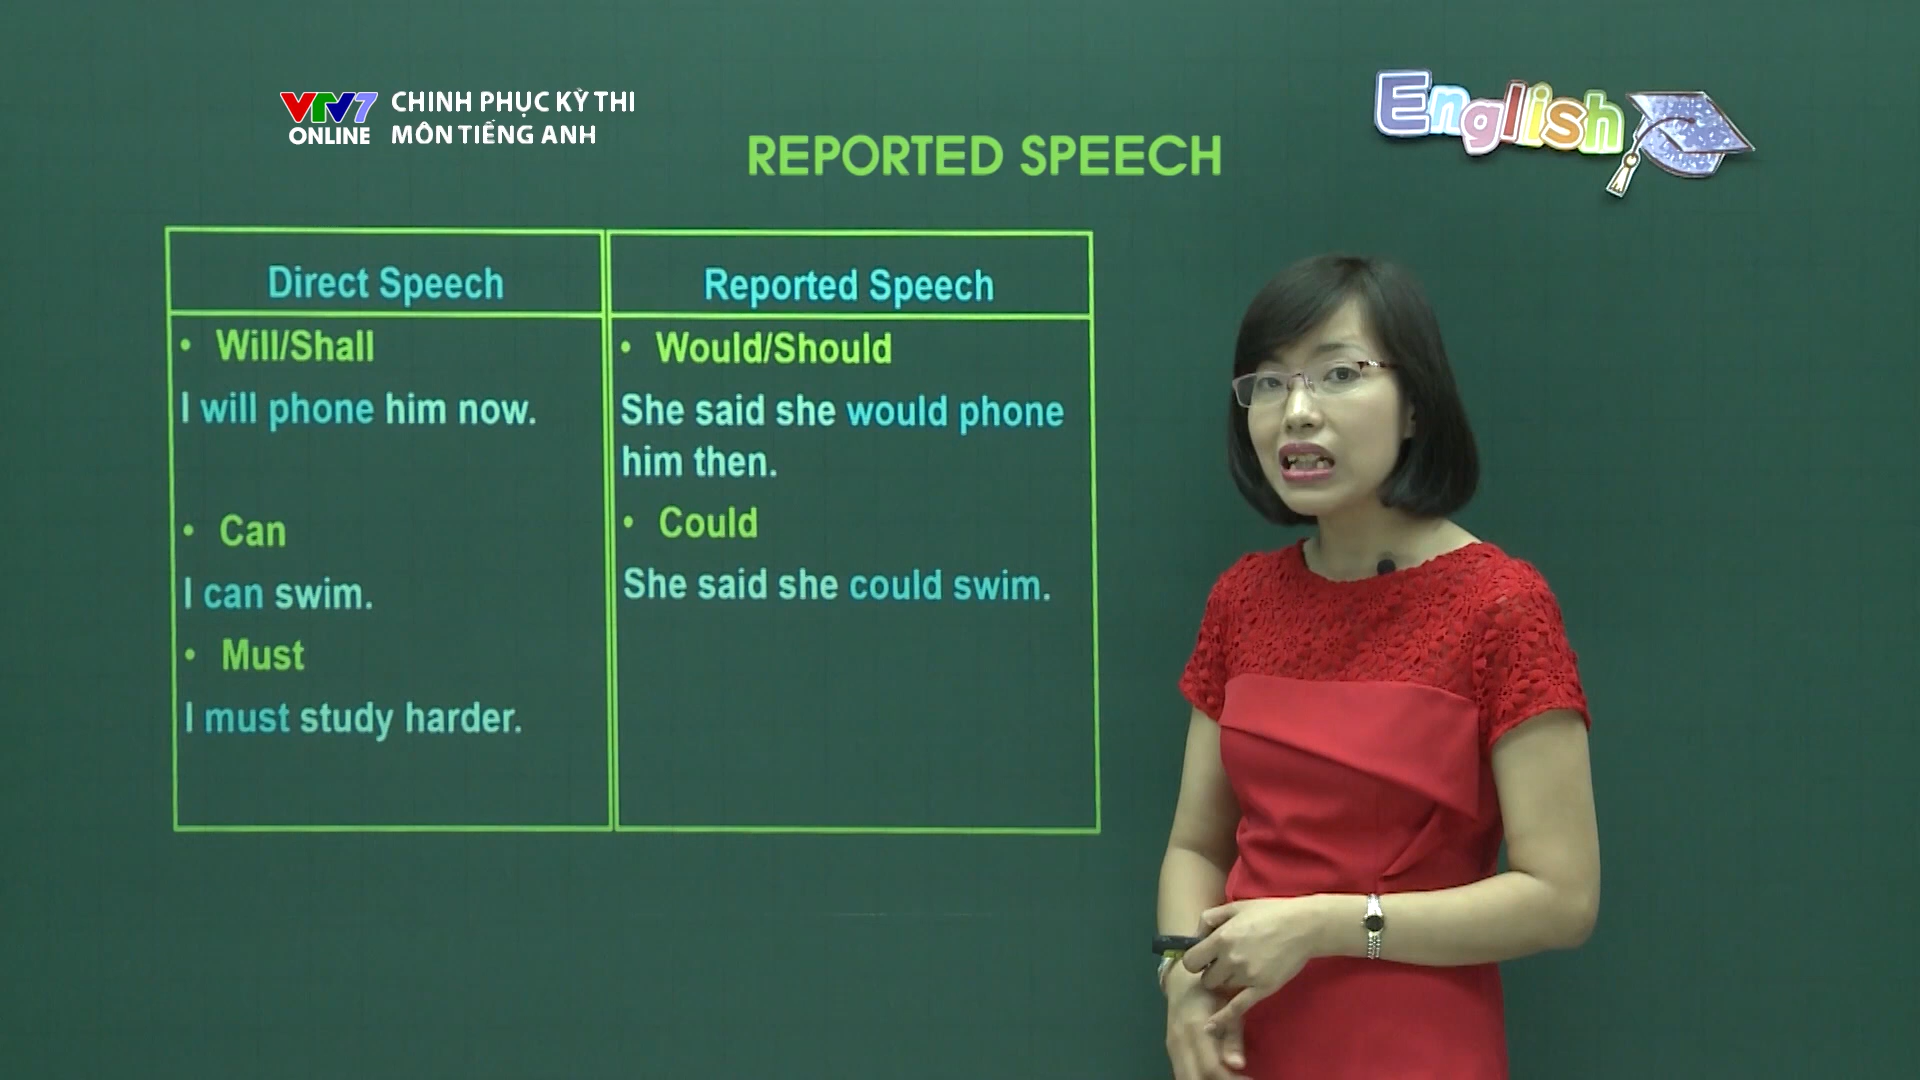 VTV7
ONLINE
CHINH PHỤC KỲ THI
MÔN TIẾNG ANH
English
REPORTED SPEECH
Direct Speech
Reported Speech
• Will/Shall
I will phone him now.
• Can
I can swim.
• Must
I must study harder.
• Would/Should
She said she would phone
him then.
• Could
She said she could swim.